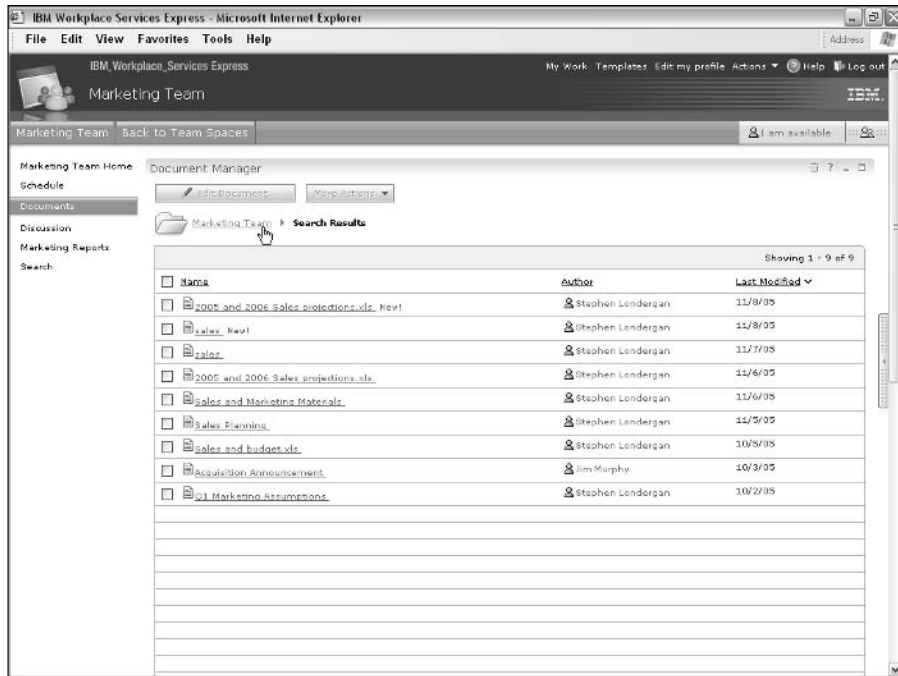 IBM Workplace Services Express - Microsoft Internet Explorer
File Edit View Favorites Tools Help Address
IBM_Workplace_Services Express My Work Templates Edit my profile Actions Help Log out
Marketing Team IBM.
Marketing Team Back to Team Spaces I am available
Marketing Team Home
Schedule
Documents
Discussion
Marketing Reports
Search
Document Manager
Edit Document More Actions
Marketing Team Search Results
Showing 1 - 9 of 9
Name Author Last Modified
2005 and 2006 Sales projections.xls New! Stephen Londergan 11/8/05
sales New! Stephen Londergan 11/8/05
sales Stephen Londergan 11/7/05
2005 and 2006 Sales projections.xls Stephen Londergan 11/6/05
Sales and Marketing Materials Stephen Londergan 11/6/05
Sales Planning Stephen Londergan 11/5/05
Sales and budget.xls Stephen Londergan 10/5/05
Acquisition Announcement Jim Murphy 10/3/05
Q1 Marketing Assumptions Stephen Londergan 10/2/05